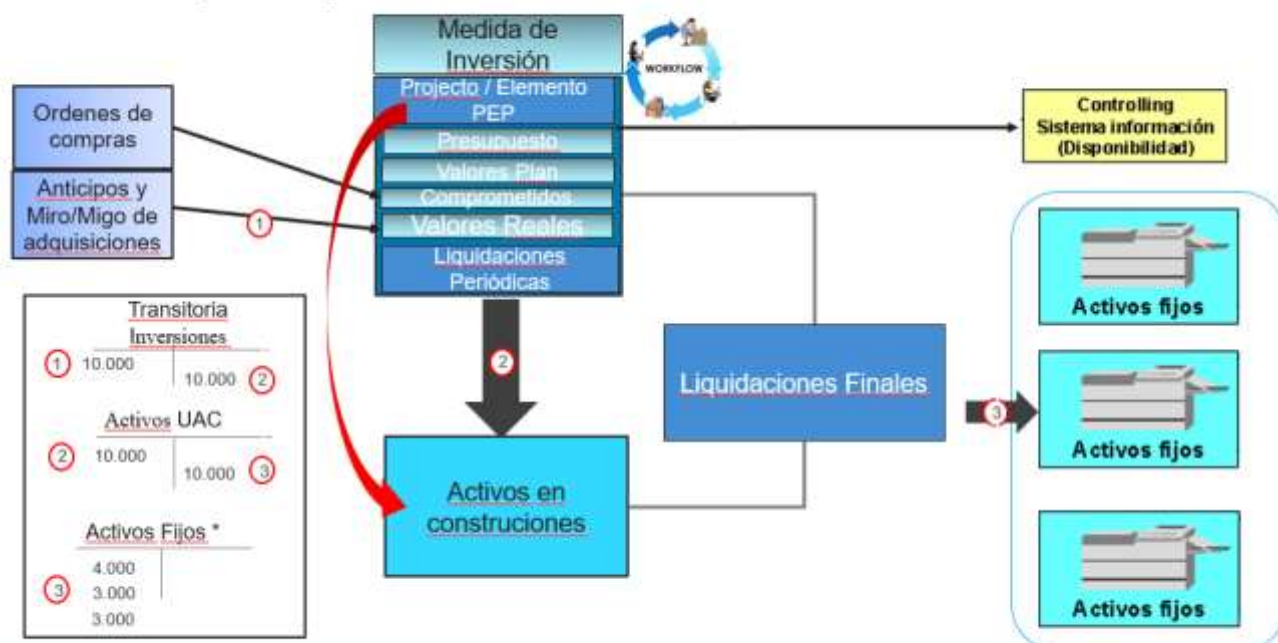 Medida de
Inversión
WORKFLOW
Projecto / Elemento
PEP
Presupuesto
Valores Plan
Comprometidos
Valores Reales
Liquidaciones
Periódicas
Ordenes de
compras
Anticipos y
Miro/Migo de
adquisiciones
1
Controlling
Sistema información
(Disponibilidad)
Transitoria
Inversiones
1 10.000
10.000 2
Activos UAC
2 10.000
10.000 3
Activos Fijos *
4.000
3 3.000
3.000
2
Activos en
construciones
Liquidaciones Finales
3
Activos fijos
Activos fijos
Activos fijos